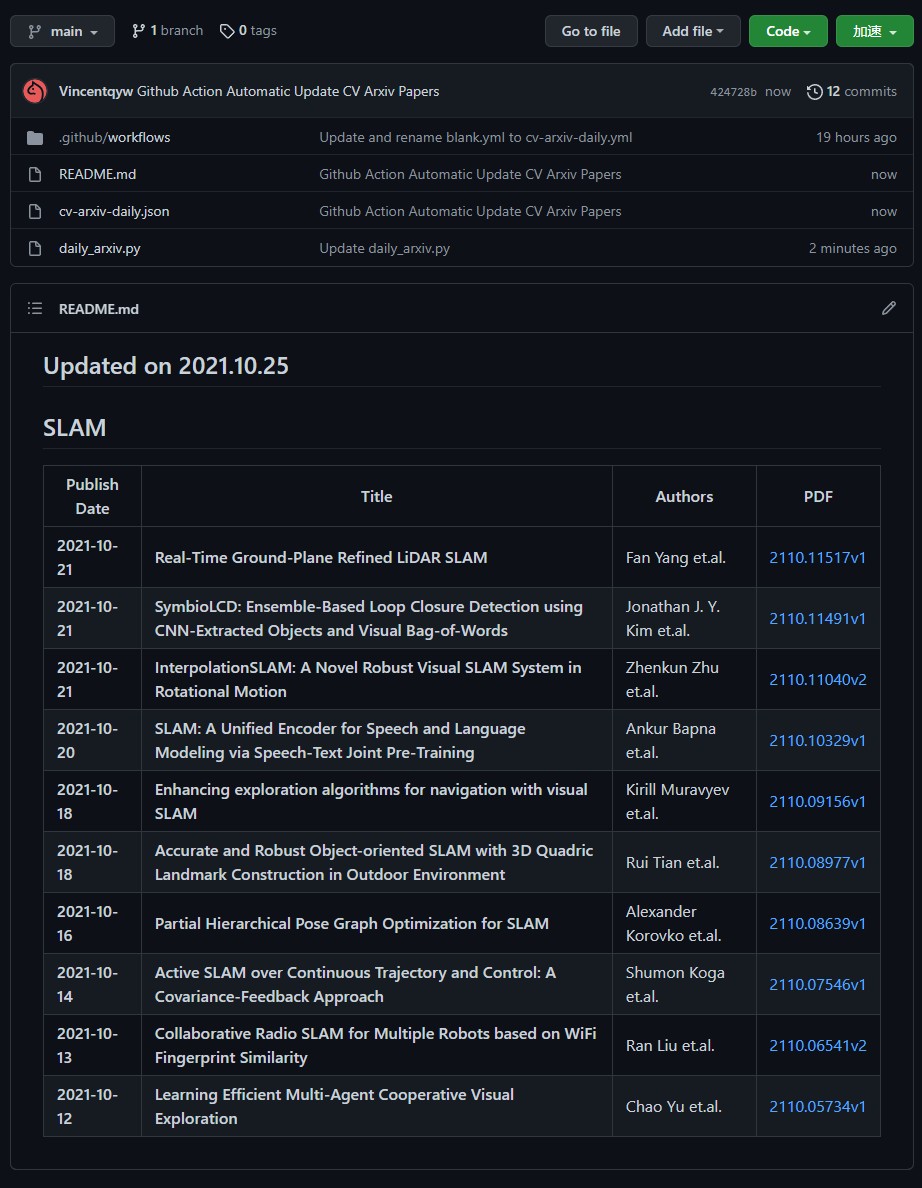 main 1 branch 0 tags Go to file Add file Code 加速
Vincentqyw Github Action Automatic Update CV Arxiv Papers 424728b now 12 commits
.github/workflows Update and rename blank.yml to cv-arxiv-daily.yml 19 hours ago
README.md Github Action Automatic Update CV Arxiv Papers now
cv-arxiv-daily.json Github Action Automatic Update CV Arxiv Papers now
daily_arxiv.py Update daily_arxiv.py 2 minutes ago
README.md
Updated on 2021.10.25
SLAM
Publish
Date
Title
Authors
PDF
2021-10-
21
Real-Time Ground-Plane Refined LiDAR SLAM
Fan Yang et.al.
2110.11517v1
2021-10-
21
SymbioLCD: Ensemble-Based Loop Closure Detection using
CNN-Extracted Objects and Visual Bag-of-Words
Jonathan J. Y.
Kim et.al.
2110.11491v1
2021-10-
21
InterpolationSLAM: A Novel Robust Visual SLAM System in
Rotational Motion
Zhenkun Zhu
et.al.
2110.11040v2
2021-10-
20
SLAM: A Unified Encoder for Speech and Language
Modeling via Speech-Text Joint Pre-Training
Ankur Bapna
et.al.
2110.10329v1
2021-10-
18
Enhancing exploration algorithms for navigation with visual
SLAM
Kirill Muravyev
et.al.
2110.09156v1
2021-10-
18
Accurate and Robust Object-oriented SLAM with 3D Quadric
Landmark Construction in Outdoor Environment
Rui Tian et.al.
2110.08977v1
2021-10-
16
Partial Hierarchical Pose Graph Optimization for SLAM
Alexander
Korovko et.al.
2110.08639v1
2021-10-
14
Active SLAM over Continuous Trajectory and Control: A
Covariance-Feedback Approach
Shumon Koga
et.al.
2110.07546v1
2021-10-
13
Collaborative Radio SLAM for Multiple Robots based on WiFi
Fingerprint Similarity
Ran Liu et.al.
2110.06541v2
2021-10-
12
Learning Efficient Multi-Agent Cooperative Visual
Exploration
Chao Yu et.al.
2110.05734v1